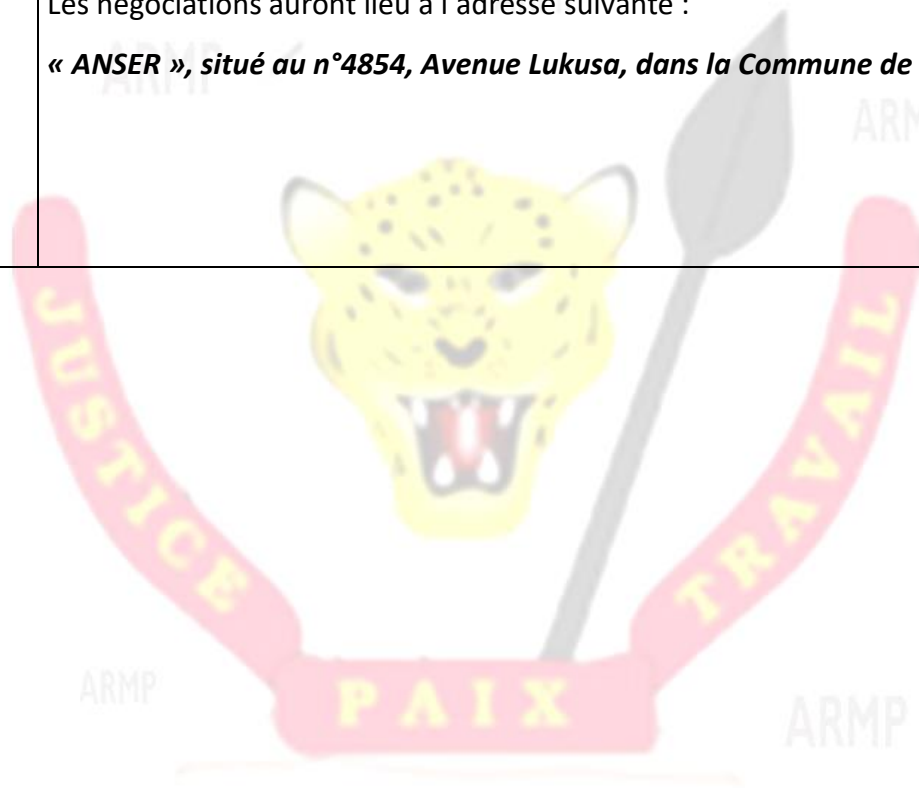 Les négociations auront lieu à l'adresse suivante :
« ANSER », situé au n°4854, Avenue Lukusa, dans la Commune de
ARMP
ARM
JUSTICE
TRAVAIL
PAIX
ARMP
ARMP